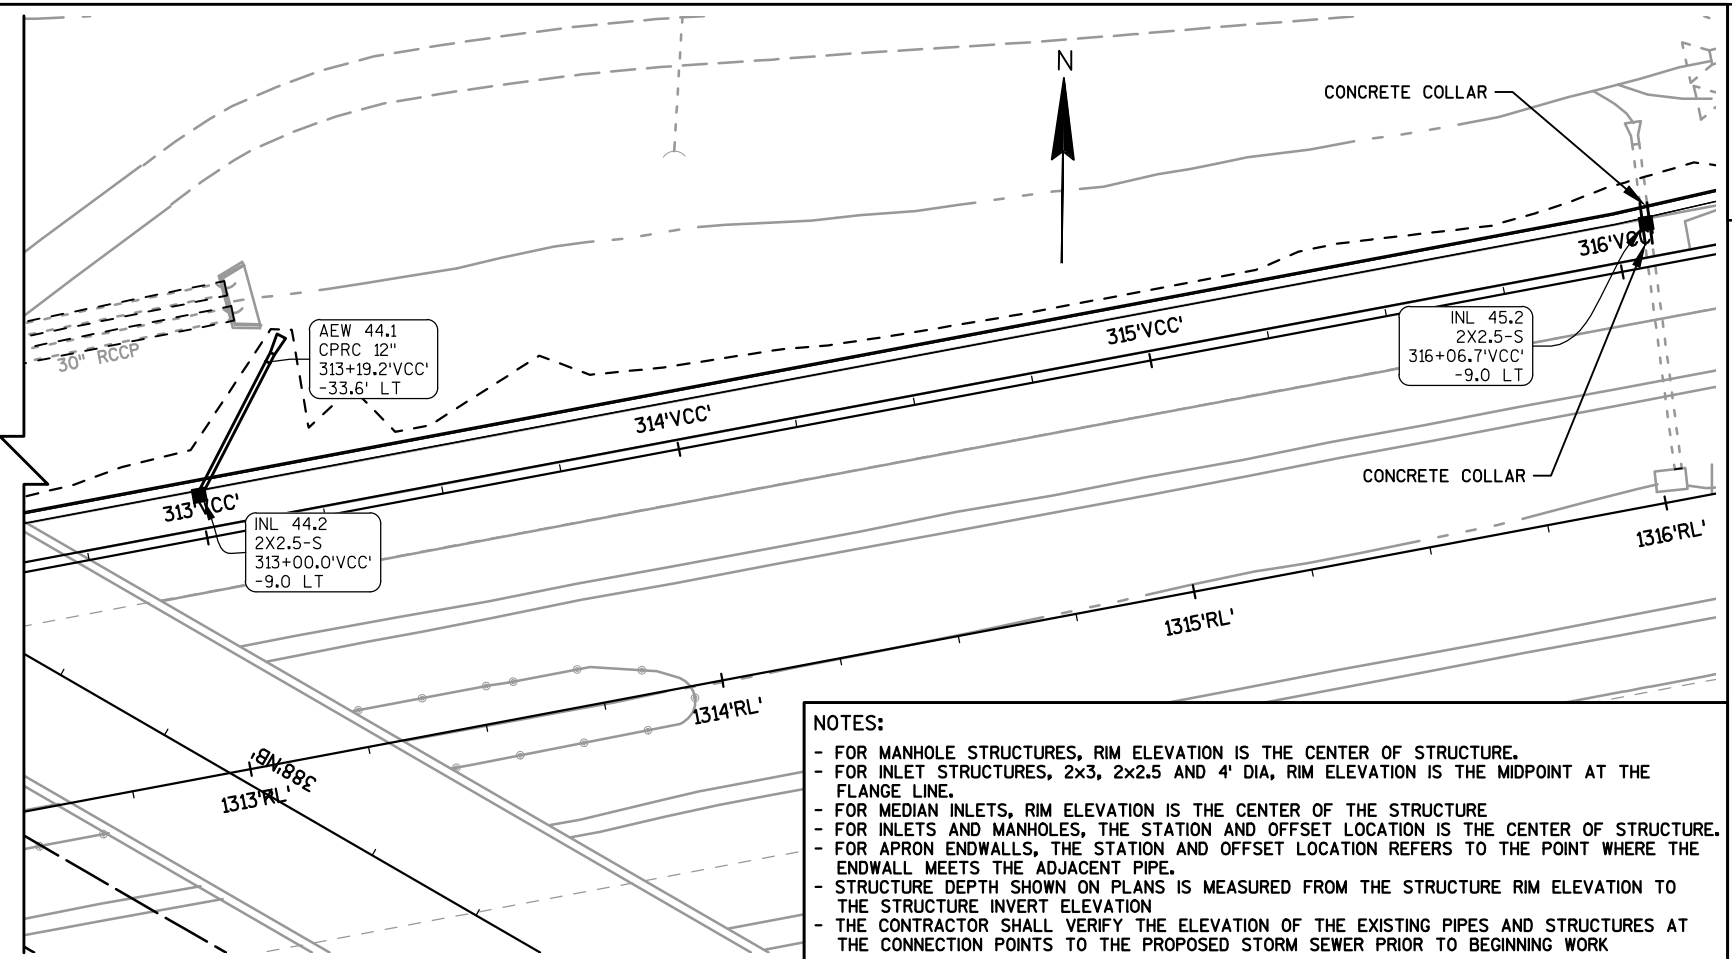 N
CONCRETE COLLAR
316'VCC'
AEW 44.1
CPRC 12"
313+19.2'VCC'
-33.6' LT
30" RCCP
315'VCC'
INL 45.2
2X2.5-S
316+06.7'VCC'
-9.0 LT
314'VCC'
CONCRETE COLLAR
313'VCC'
INL 44.2
2X2.5-S
313+00.0'VCC'
-9.0 LT
1316'RL'
1315'RL'
1314'RL'
388'NB'
1313'RL'
NOTES:
- FOR MANHOLE STRUCTURES, RIM ELEVATION IS THE CENTER OF STRUCTURE.
- FOR INLET STRUCTURES, 2x3, 2x2.5 AND 4' DIA, RIM ELEVATION IS THE MIDPOINT AT THE
FLANGE LINE.
- FOR MEDIAN INLETS, RIM ELEVATION IS THE CENTER OF THE STRUCTURE
- FOR INLETS AND MANHOLES, THE STATION AND OFFSET LOCATION IS THE CENTER OF STRUCTURE.
- FOR APRON ENDWALLS, THE STATION AND OFFSET LOCATION REFERS TO THE POINT WHERE THE
ENDWALL MEETS THE ADJACENT PIPE.
- STRUCTURE DEPTH SHOWN ON PLANS IS MEASURED FROM THE STRUCTURE RIM ELEVATION TO
THE STRUCTURE INVERT ELEVATION
- THE CONTRACTOR SHALL VERIFY THE ELEVATION OF THE EXISTING PIPES AND STRUCTURES AT
THE CONNECTION POINTS TO THE PROPOSED STORM SEWER PRIOR TO BEGINNING WORK